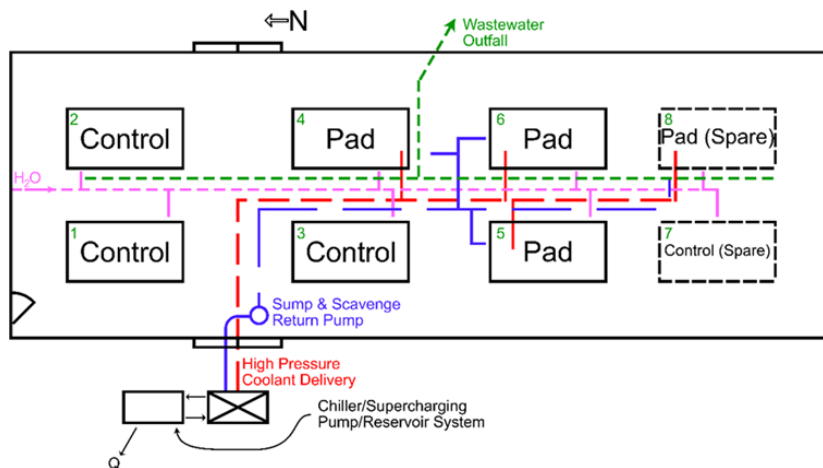 N
Wastewater
Outfall
2
Control
4
Pad
6
Pad
8
Pad (Spare)
H₂O
1
Control
3
Control
5
Pad
7
Control (Spare)
Sump & Scavenge
Return Pump
High Pressure
Coolant Delivery
Chiller/Supercharging
Pump/Reservoir System
Q